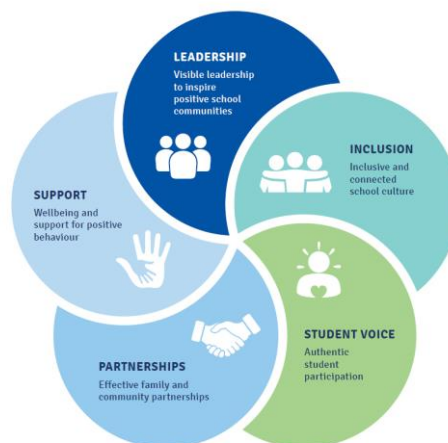 LEADERSHIP
Visible leadership
to inspire
positive school
communities
INCLUSION
Inclusive and
connected
school culture
STUDENT VOICE
Authentic
student
participation
PARTNERSHIPS
Effective family and
community partnerships
SUPPORT
Wellbeing and
support for positive
behaviour